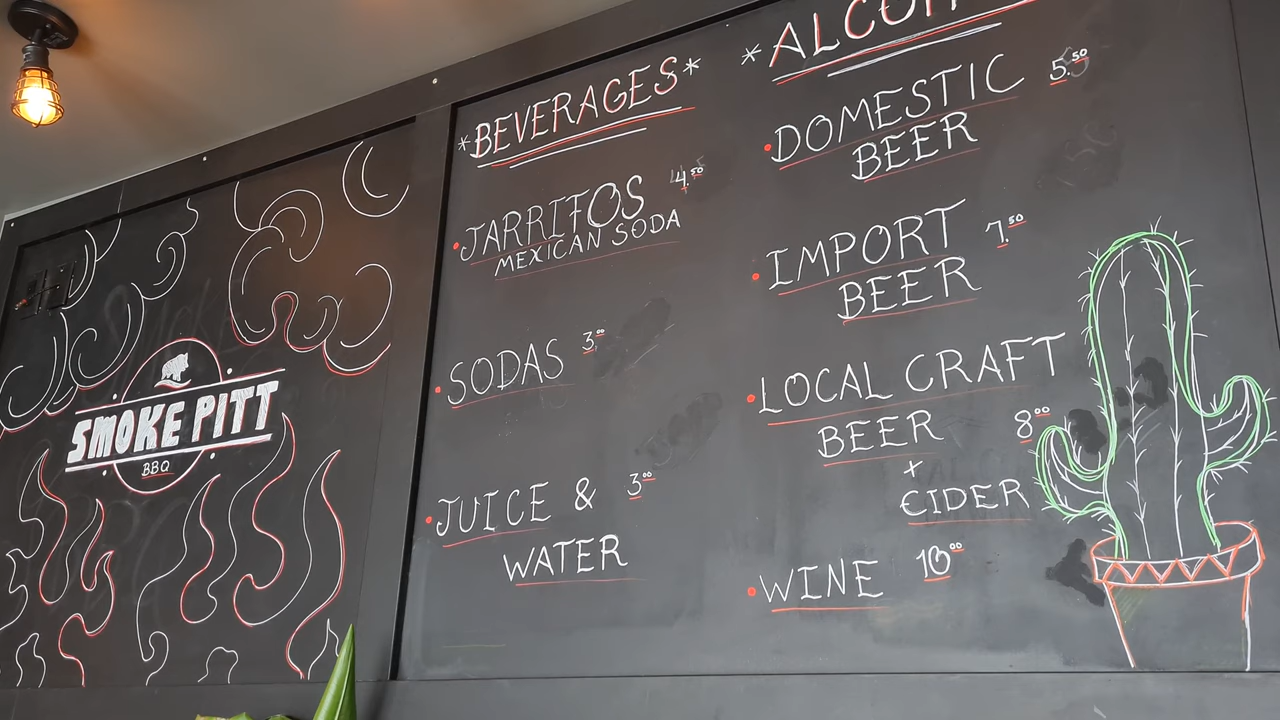 SMOKE PITT
BBQ
*BEVERAGES*
JARRITOS 4.50
MEXICAN SODA
SODAS 3.00
JUICE & 3.00
WATER
DOMESTIC 5.50
BEER
IMPORT 7.50
BEER
LOCAL CRAFT
BEER 8.00
+
CIDER
WINE 10.00